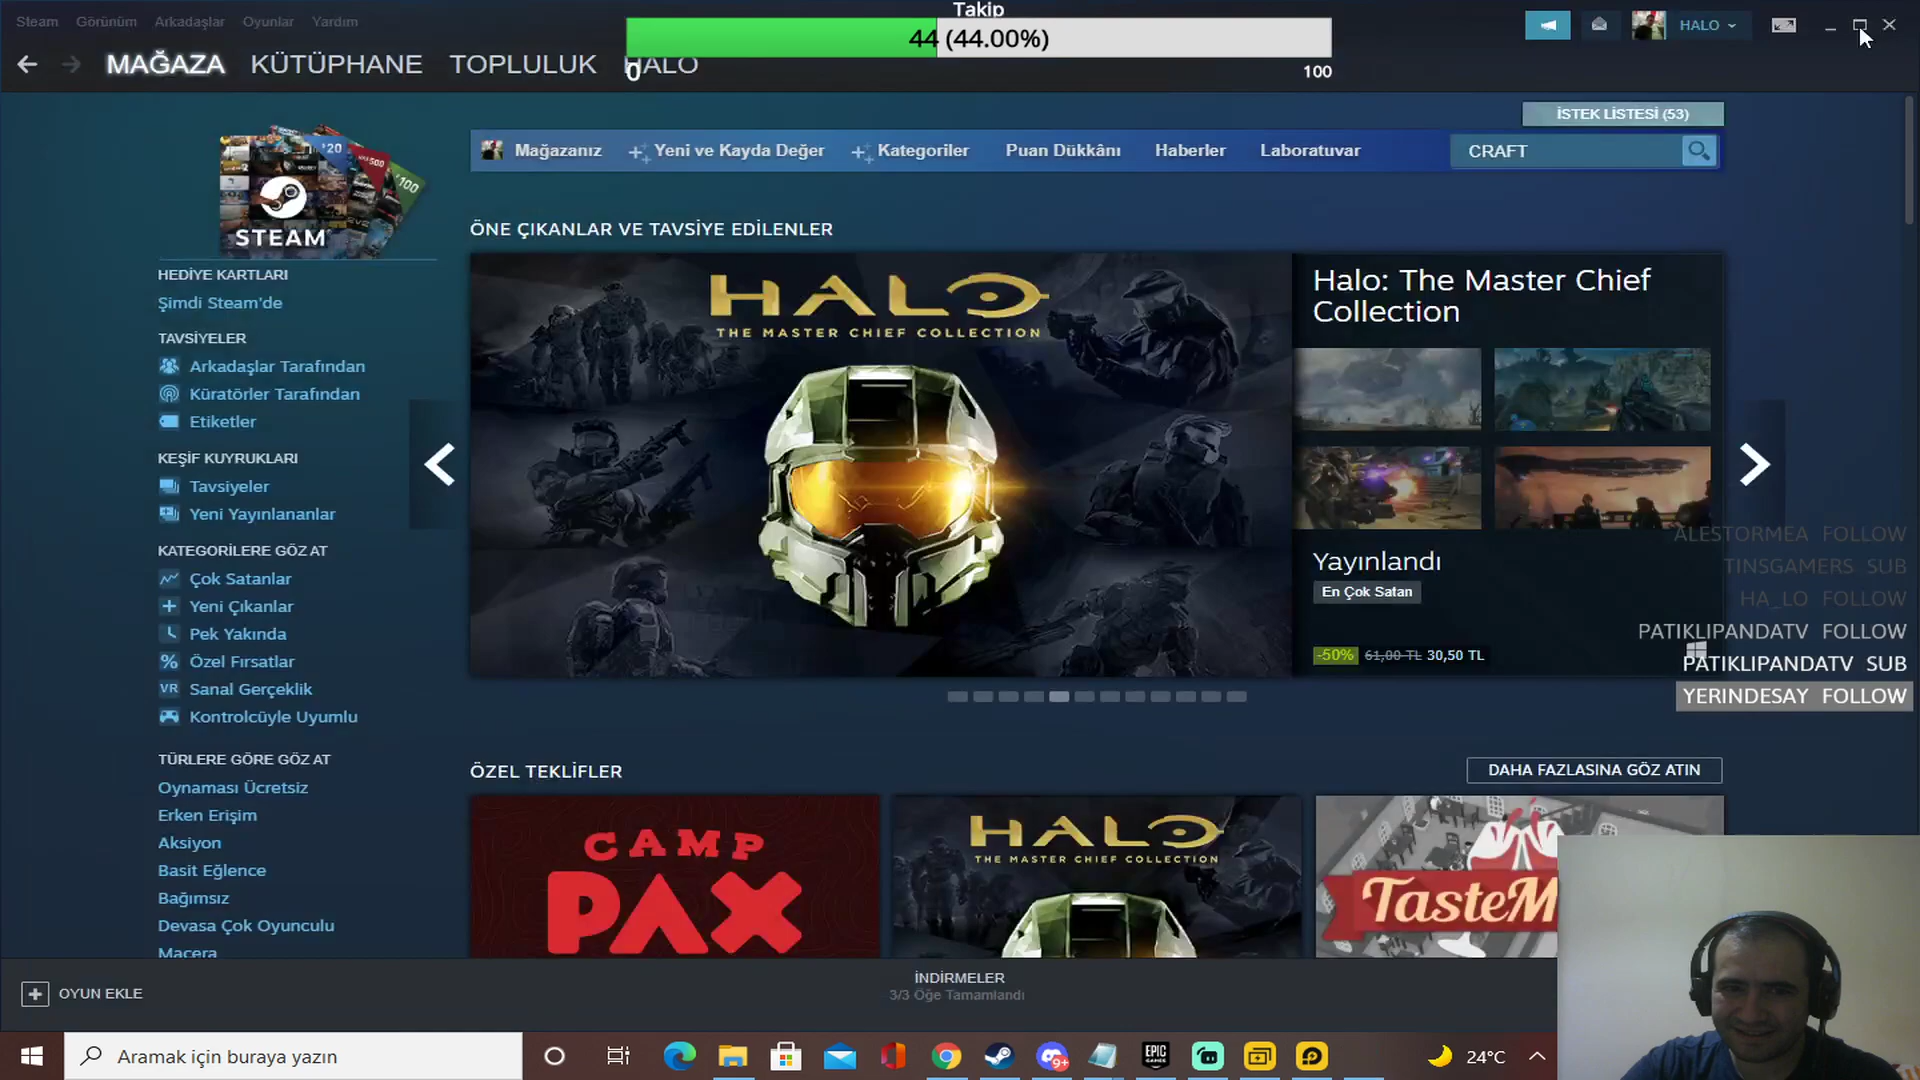 Steam Görünüm Arkadaşlar Oyunlar Yardım
Takip
44 (44.00%)
0
100
HALO
MAĞAZA KÜTÜPHANE TOPLULUK HALO
İSTEK LİSTESİ (53)
Mağazanız Yeni ve Kayda Değer Kategoriler Puan Dükkânı Haberler Laboratuvar
CRAFT
STEAM
HEDİYE KARTLARI
Şimdi Steam'de
TAVSİYELER
Arkadaşlar Tarafından
Küratörler Tarafından
Etiketler
KEŞİF KUYRUKLARI
Tavsiyeler
Yeni Yayınlananlar
KATEGORİLERE GÖZ AT
Çok Satanlar
Yeni Çıkanlar
Pek Yakında
Özel Fırsatlar
VR Sanal Gerçeklik
Kontrolcüyle Uyumlu
TÜRLERE GÖRE GÖZ AT
Oynaması Ücretsiz
Erken Erişim
Aksiyon
Basit Eğlence
Bağımsız
Devasa Çok Oyunculu
Macera
ÖNE ÇIKANLAR VE TAVSİYE EDİLENLER
HALO
THE MASTER CHIEF COLLECTION
Halo: The Master Chief
Collection
Yayınlandı
En Çok Satan
-50% 61,00 TL 30,50 TL
ALESTORMEA FOLLOW
TINSGAMERS SUB
HA_LO FOLLOW
PATIKLIPANDATV FOLLOW
PATIKLIPANDATV SUB
YERINDESAY FOLLOW
ÖZEL TEKLİFLER
DAHA FAZLASINA GÖZ ATIN
CAMP
PAX
HALO
THE MASTER CHIEF COLLECTION
TasteM
OYUN EKLE
İNDİRMELER
3/3 Öğe Tamamlandı
Aramak için buraya yazın
9+
EPIC
GAMES
24°C